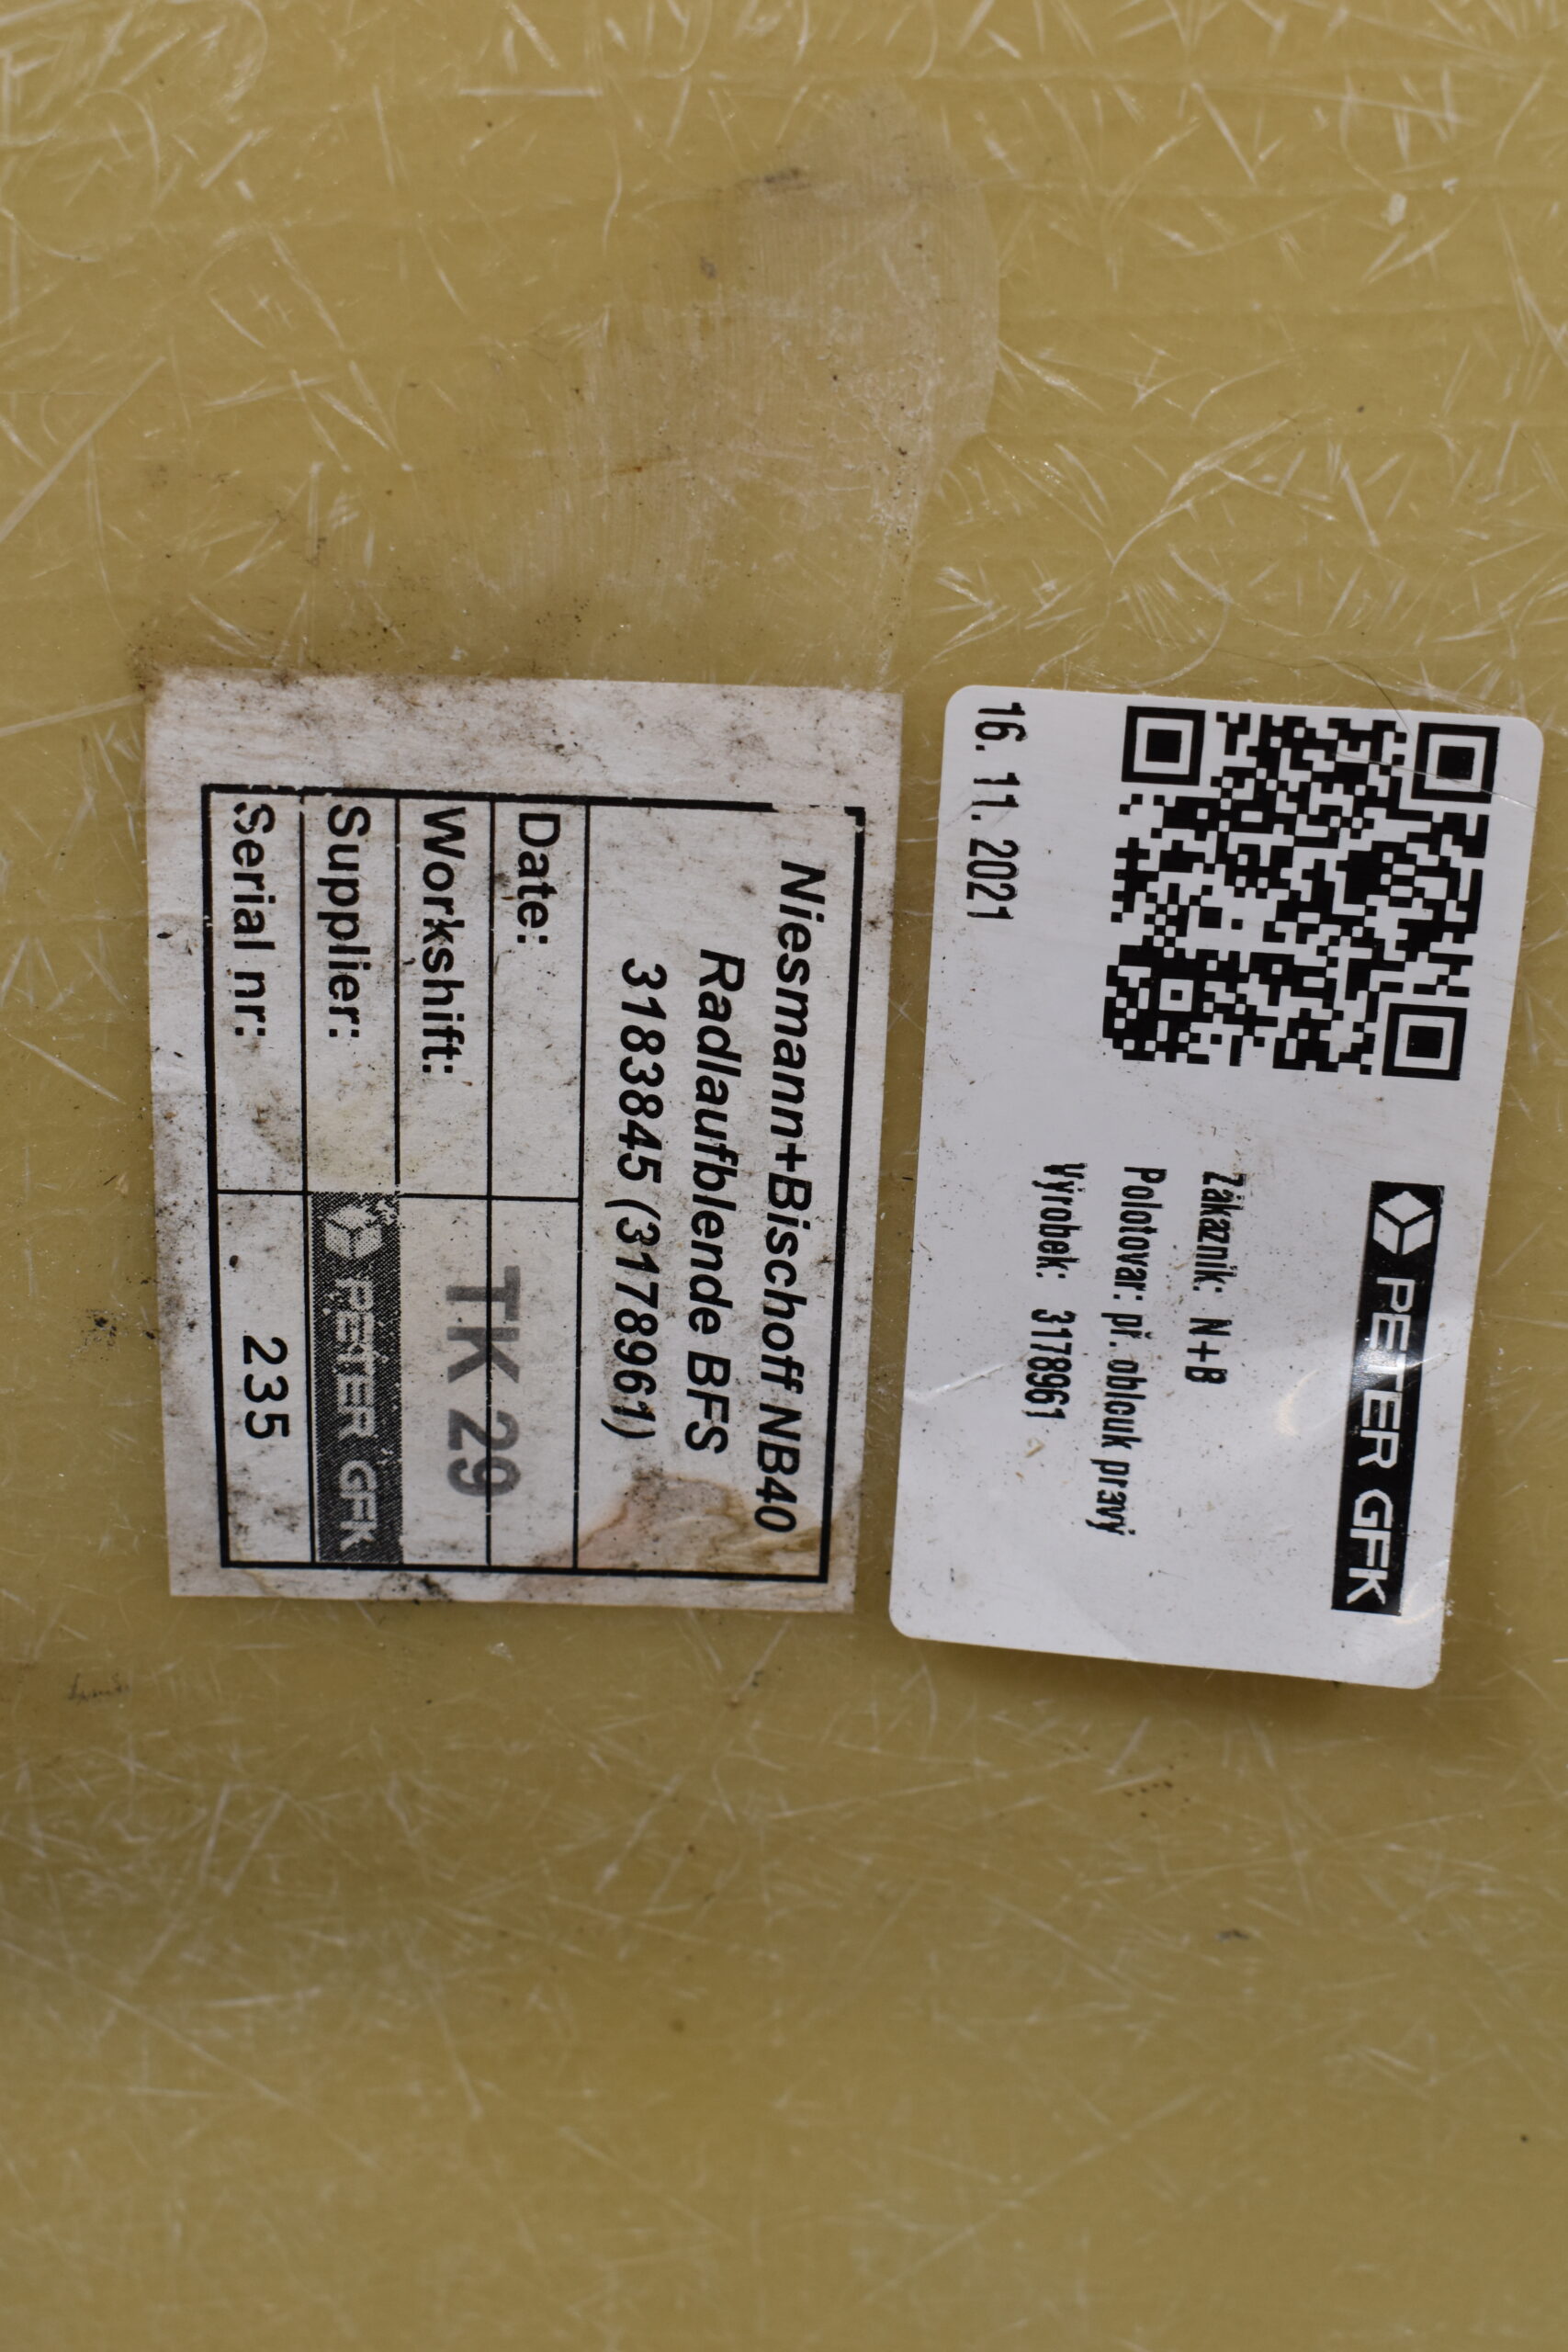 PETER GFK
Zákazník: N+B
Polotovar: př. oblouk pravý
Výrobek: 3178961
16. 11. 2021
Niesmann+Bischoff NB40
Radlaufblende BFS
3183845 (3178961)
Date:
Workshift: TK 29
Supplier: PETER GFK
Serial nr: 235